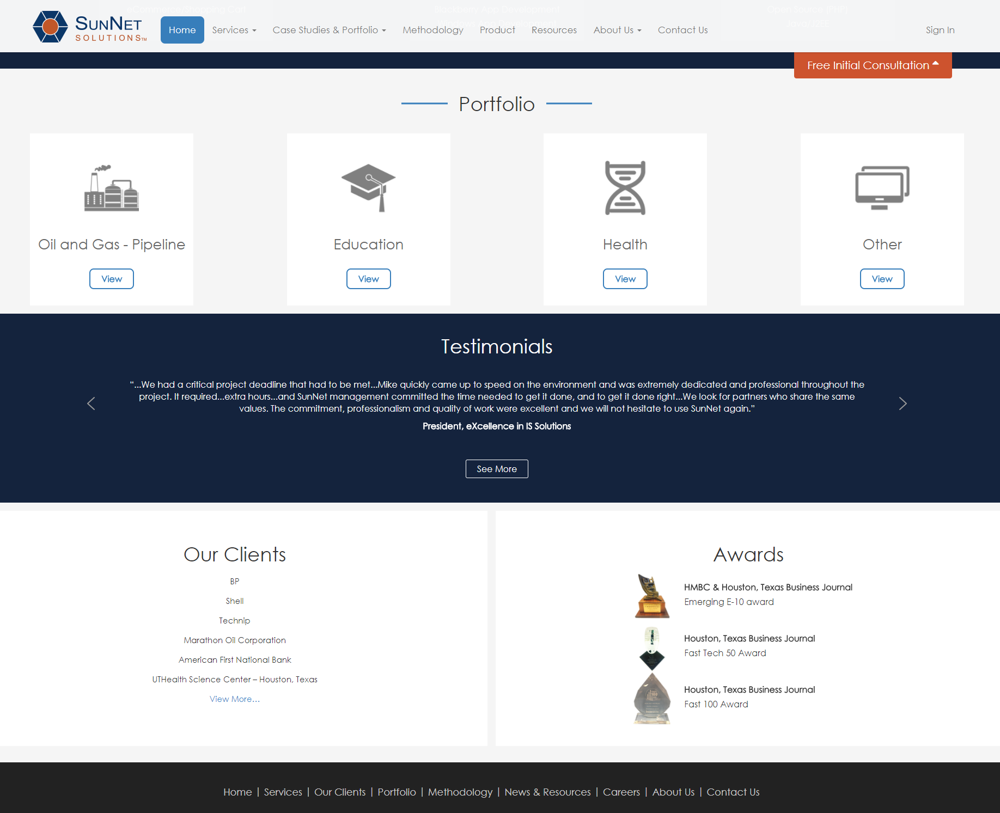 eCommerce/Shopping Cart
Blackberry App Development
Open Source (PHP)
Windows App Development
Java/J2EE
SUNNET
SOLUTIONS TM
Home
Services
Case Studies & Portfolio
Methodology
Product
Resources
About Us
Contact Us
Sign In
Free Initial Consultation
Portfolio
Oil and Gas - Pipeline
View
Education
View
Health
View
Other
View
Testimonials
“...We had a critical project deadline that had to be met...Mike quickly came up to speed on the environment and was extremely dedicated and professional throughout the
project. It required...extra hours...and SunNet management committed the time needed to get it done, and to get it done right...We look for partners who share the same
values. The commitment, professionalism and quality of work were excellent and we will not hesitate to use SunNet again.”
President, eXcellence in IS Solutions
See More
Our Clients
BP
Shell
Technip
Marathon Oil Corporation
American First National Bank
UTHealth Science Center – Houston, Texas
View More...
Awards
HMBC & Houston, Texas Business Journal
Emerging E-10 award
Houston, Texas Business Journal
Fast Tech 50 Award
Houston, Texas Business Journal
Fast 100 Award
Home | Services | Our Clients | Portfolio | Methodology | News & Resources | Careers | About Us | Contact Us